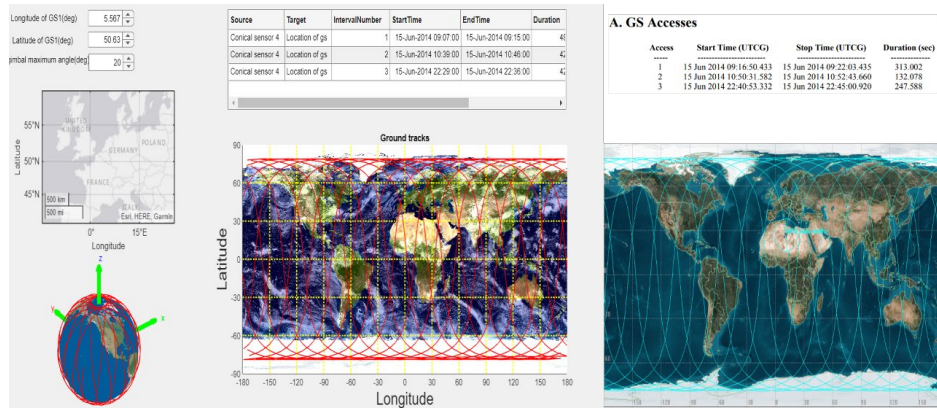 Longitude of GS1(deg) 5.567
Latitude of GS1(deg) 50.63
gimbal maximum angle(deg) 20
55°N
50°N
45°N
Latitude
UNITED
KINGDOM
POLAND
GERMANY
FRANCE
ITALY
500 km
500 mi
Esri, HERE, Garmin
0° 15°E
Longitude
z
y
x
Source Target IntervalNumber StartTime EndTime Duration
Conical sensor 4 Location of gs 1 15-Jun-2014 09:07:00 15-Jun-2014 09:15:00 48
Conical sensor 4 Location of gs 2 15-Jun-2014 10:39:00 15-Jun-2014 10:46:00 42
Conical sensor 4 Location of gs 3 15-Jun-2014 22:29:00 15-Jun-2014 22:36:00 42
Ground tracks
90
60
30
0
-30
-60
-90
Latitude
-180 -150 -120 -90 -60 -30 0 30 60 90 120 150 180
Longitude
A. GS Accesses
Access Start Time (UTCG) Stop Time (UTCG) Duration (sec)
1 15 Jun 2014 09:16:50.433 15 Jun 2014 09:22:03.435 313.002
2 15 Jun 2014 10:50:31.582 15 Jun 2014 10:52:43.660 132.078
3 15 Jun 2014 22:40:53.332 15 Jun 2014 22:45:00.920 247.588